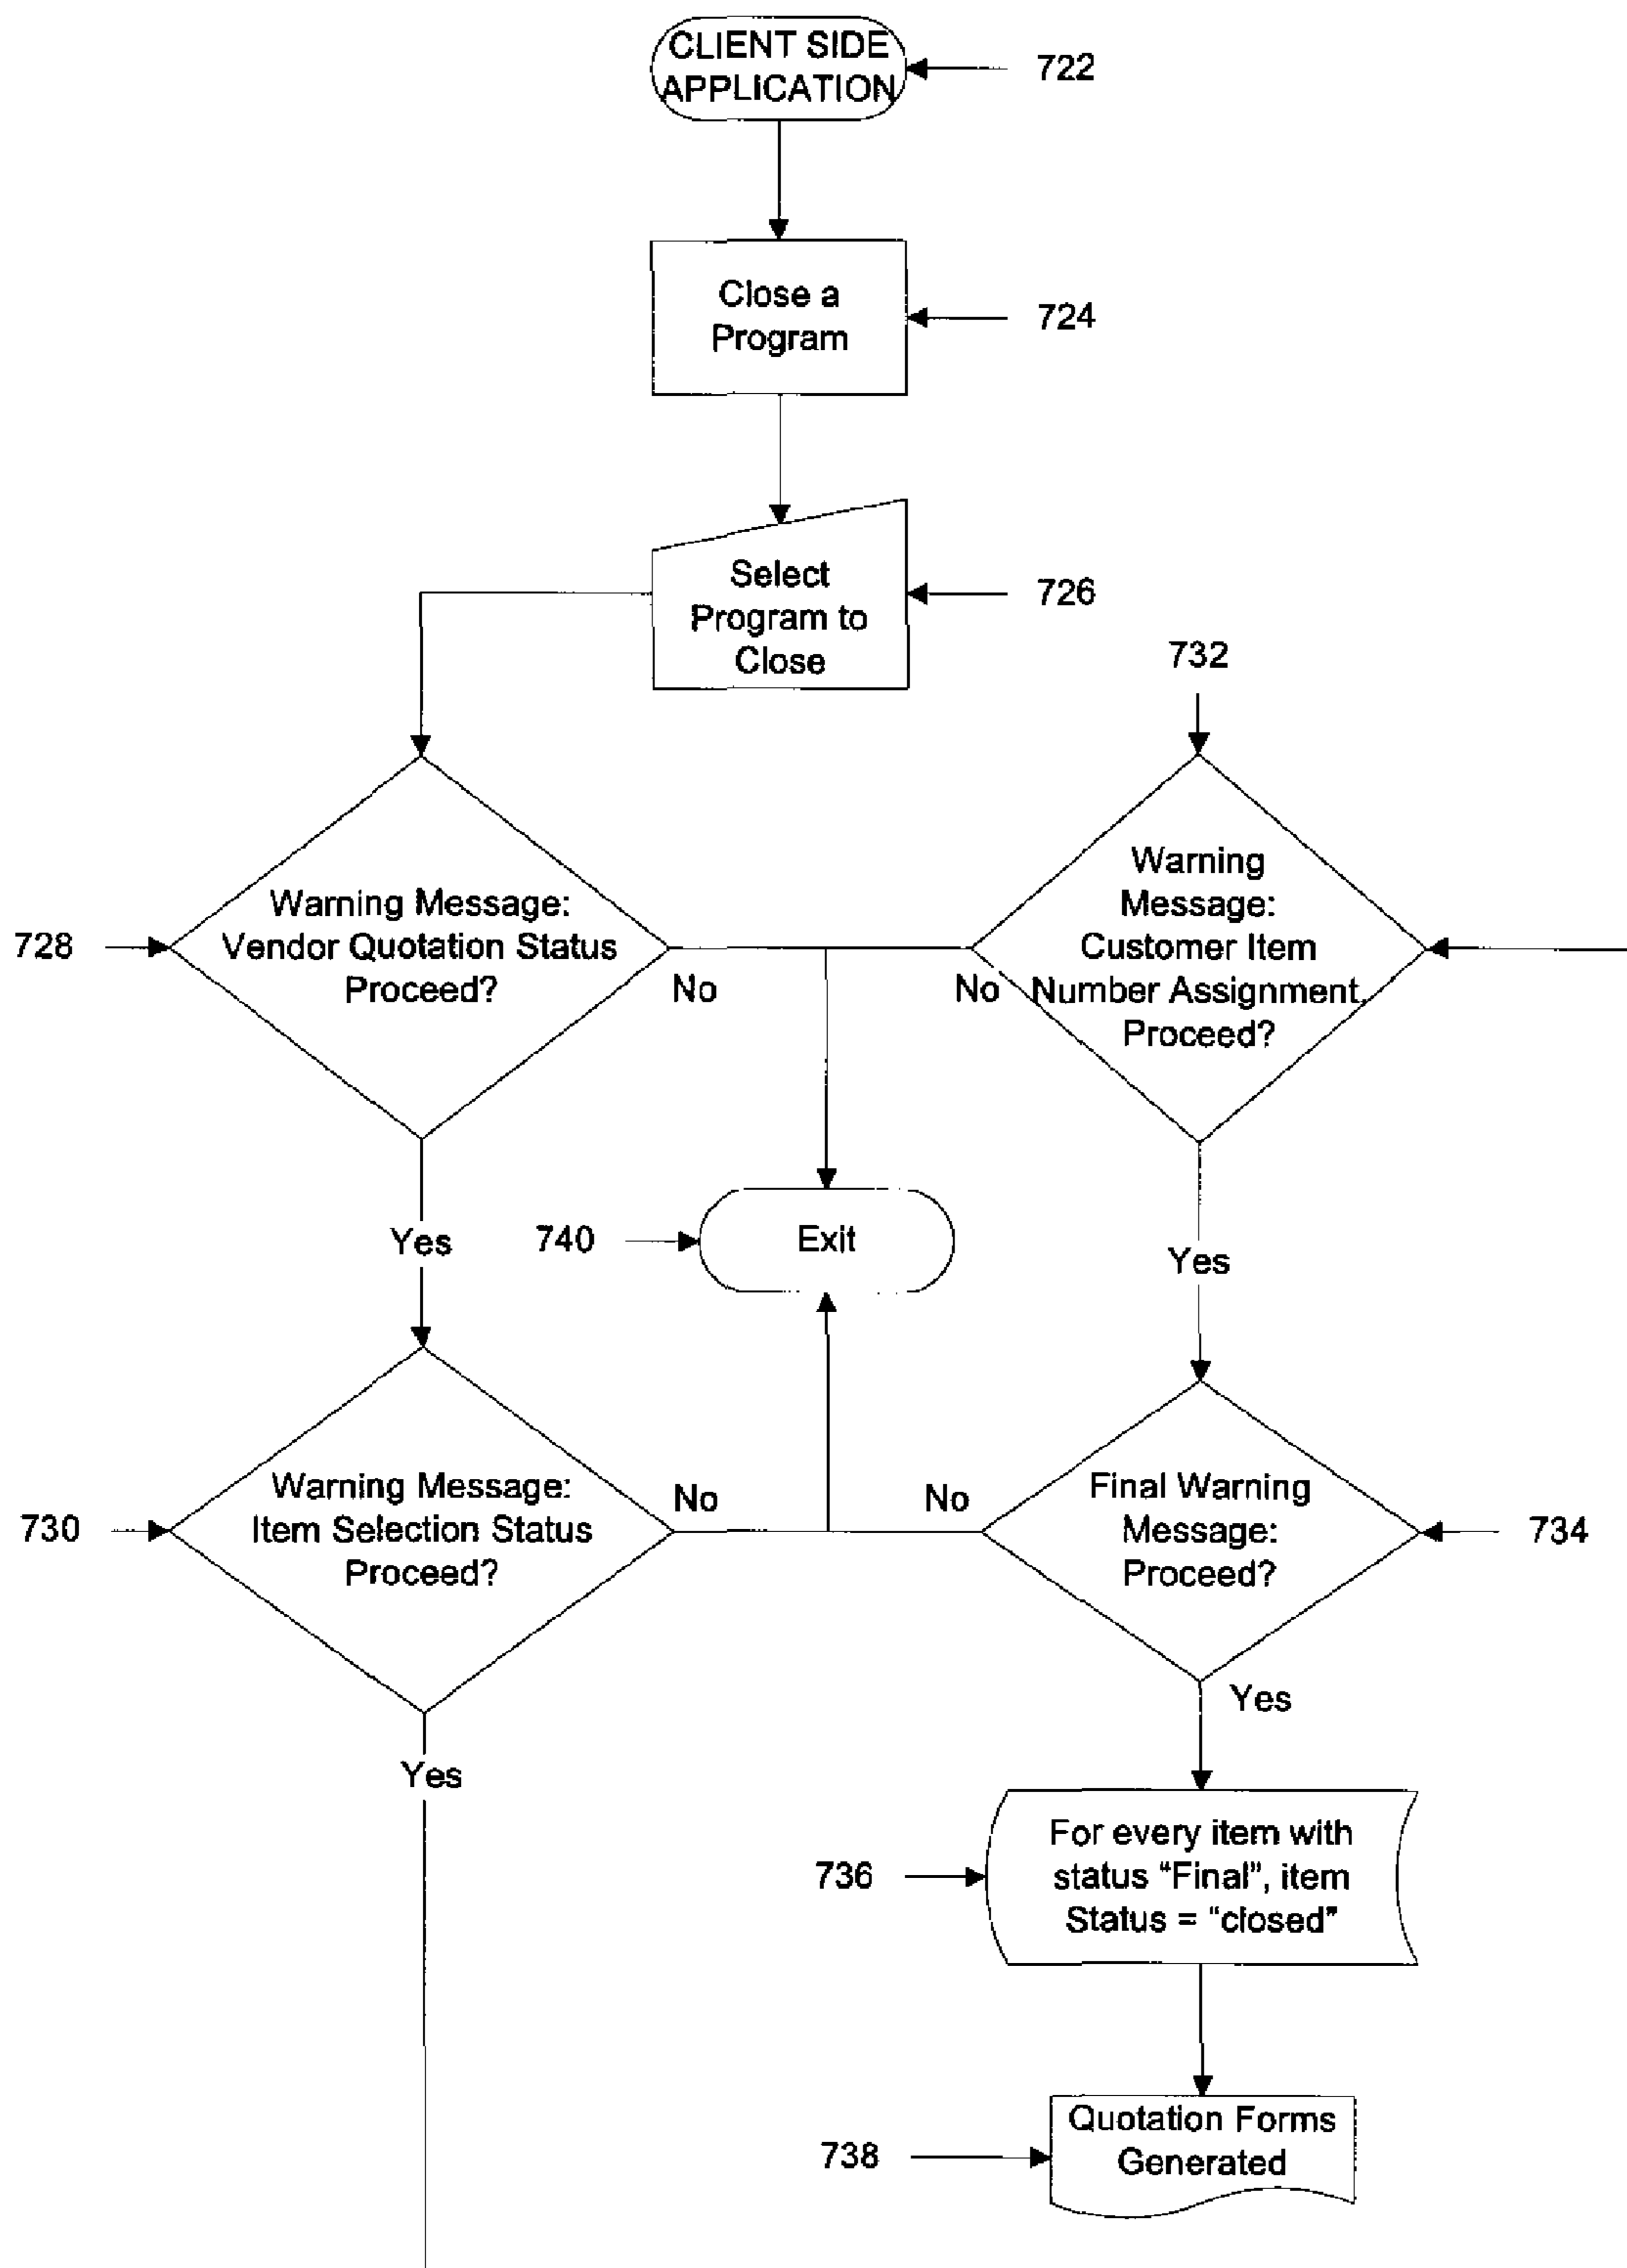 CLIENT SIDE
APPLICATION
722
Close a
Program
724
Select
Program to
Close
726
732
Warning Message:
Vendor Quotation Status
Proceed?
728
No
Warning
Message:
Customer Item
Number Assignment
Proceed?
No
Yes
740
Exit
Yes
Warning Message:
Item Selection Status
Proceed?
730
No
No
Final Warning
Message:
Proceed?
734
Yes
Yes
For every item with
status “Final”, item
Status = “closed”
736
Quotation Forms
Generated
738